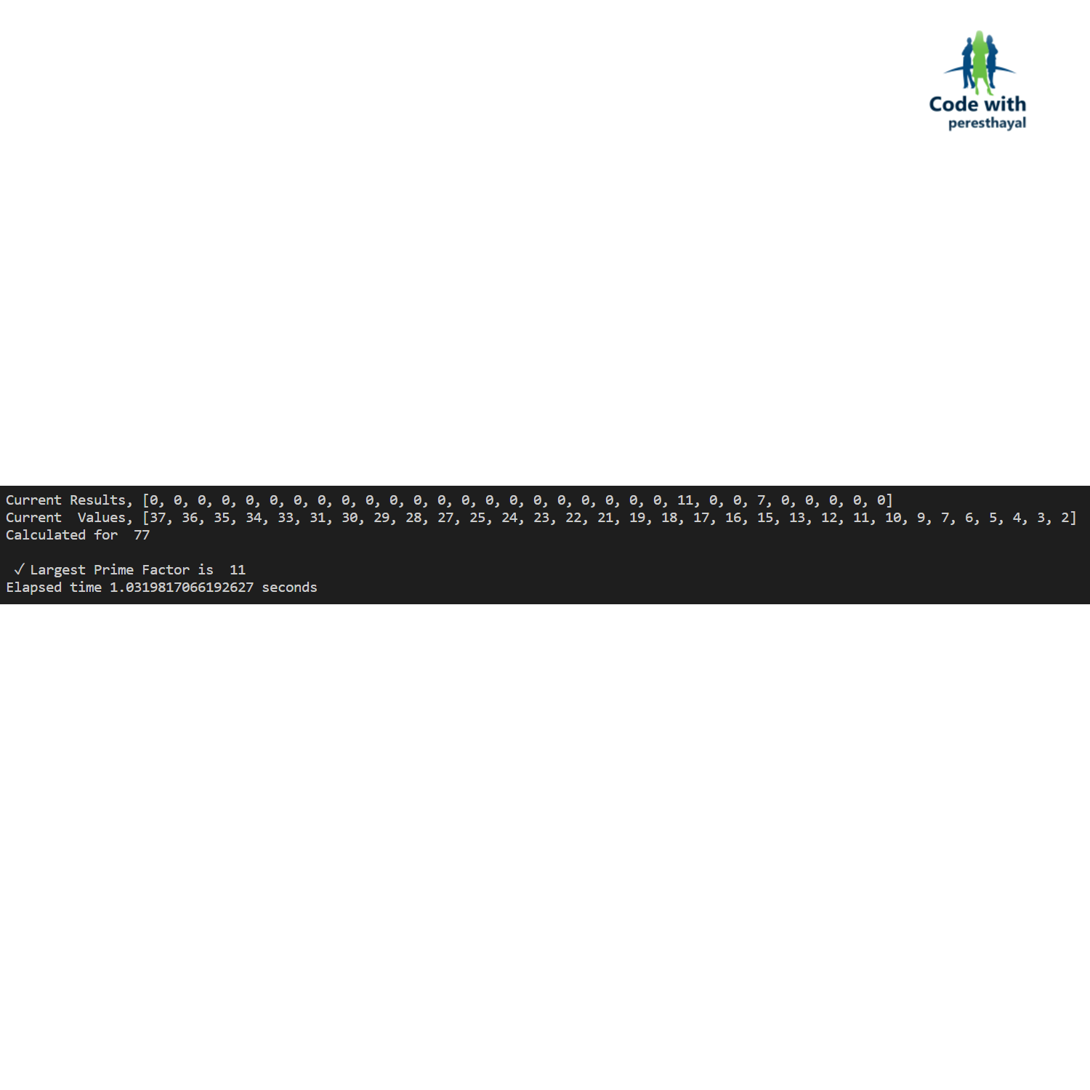 Code with
peresthayal
Current Results, [0, 0, 0, 0, 0, 0, 0, 0, 0, 0, 0, 0, 0, 0, 0, 0, 0, 0, 0, 0, 0, 0, 11, 0, 0, 7, 0, 0, 0, 0, 0]
Current  Values, [37, 36, 35, 34, 33, 31, 30, 29, 28, 27, 25, 24, 23, 22, 21, 19, 18, 17, 16, 15, 13, 12, 11, 10, 9, 7, 6, 5, 4, 3, 2]
Calculated for  77
✓ Largest Prime Factor is  11
Elapsed time 1.0319817066192627 seconds